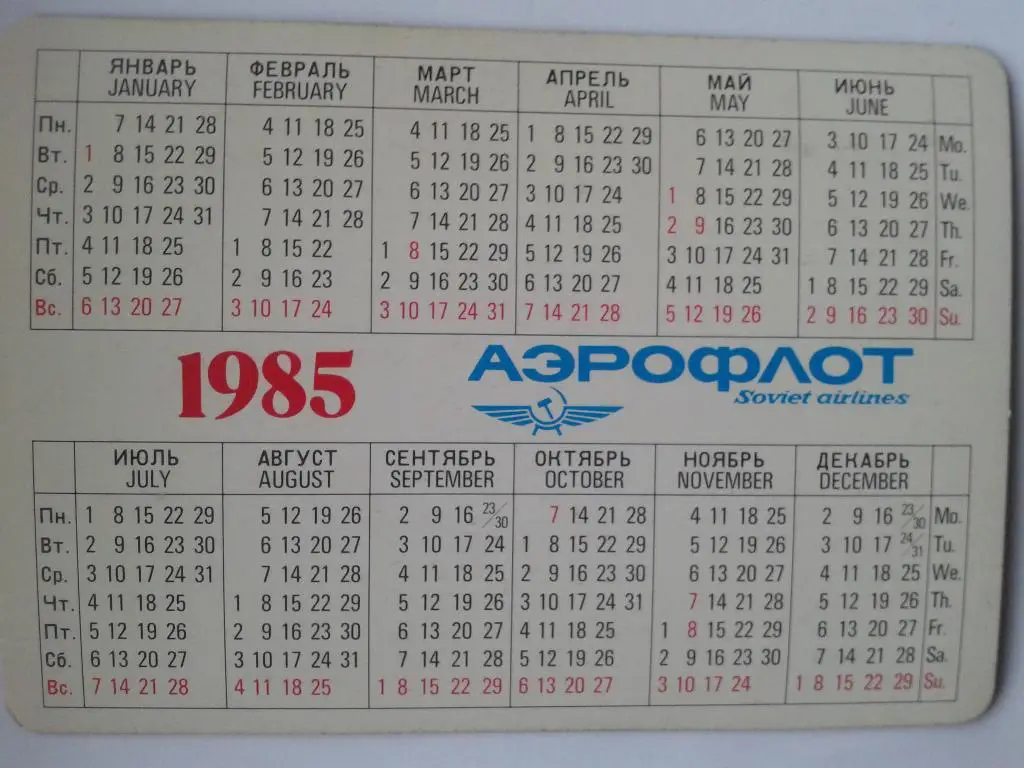 ЯНВАРЬ ФЕВРАЛЬ МАРТ АПРЕЛЬ МАЙ ИЮНЬ
JANUARY FEBRUARY MARCH APRIL MAY JUNE
Пн. 7 14 21 28 4 11 18 25 4 11 18 25 1 8 15 22 29 6 13 20 27 3 10 17 24 Mo.
Вт. 1 8 15 22 29 5 12 19 26 5 12 19 26 2 9 16 23 30 7 14 21 28 4 11 18 25 Tu.
Ср. 2 9 16 23 30 6 13 20 27 6 13 20 27 3 10 17 24 1 8 15 22 29 5 12 19 26 We.
Чт. 3 10 17 24 31 7 14 21 28 7 14 21 28 4 11 18 25 2 9 16 23 30 6 13 20 27 Th.
Пт. 4 11 18 25 1 8 15 22 1 8 15 22 29 5 12 19 26 3 10 17 24 31 7 14 21 28 Fr.
Сб. 5 12 19 26 2 9 16 23 2 9 16 23 30 6 13 20 27 4 11 18 25 1 8 15 22 29 Sa.
Вс. 6 13 20 27 3 10 17 24 3 10 17 24 31 7 14 21 28 5 12 19 26 2 9 16 23 30 Su.
1985 АЭРОФЛОТ
Soviet airlines
ИЮЛЬ АВГУСТ СЕНТЯБРЬ ОКТЯБРЬ НОЯБРЬ ДЕКАБРЬ
JULY AUGUST SEPTEMBER OCTOBER NOVEMBER DECEMBER
Пн. 1 8 15 22 29 5 12 19 26 2 9 16 23/30 7 14 21 28 4 11 18 25 2 9 16 23/30 Mo.
Вт. 2 9 16 23 30 6 13 20 27 3 10 17 24 1 8 15 22 29 5 12 19 26 3 10 17 24/31 Tu.
Ср. 3 10 17 24 31 7 14 21 28 4 11 18 25 2 9 16 23 30 6 13 20 27 4 11 18 25 We.
Чт. 4 11 18 25 1 8 15 22 29 5 12 19 26 3 10 17 24 31 7 14 21 28 5 12 19 26 Th.
Пт. 5 12 19 26 2 9 16 23 30 6 13 20 27 4 11 18 25 1 8 15 22 29 6 13 20 27 Fr.
Сб. 6 13 20 27 3 10 17 24 31 7 14 21 28 5 12 19 26 2 9 16 23 30 7 14 21 28 Sa.
Вс. 7 14 21 28 4 11 18 25 1 8 15 22 29 6 13 20 27 3 10 17 24 1 8 15 22 29 Su.